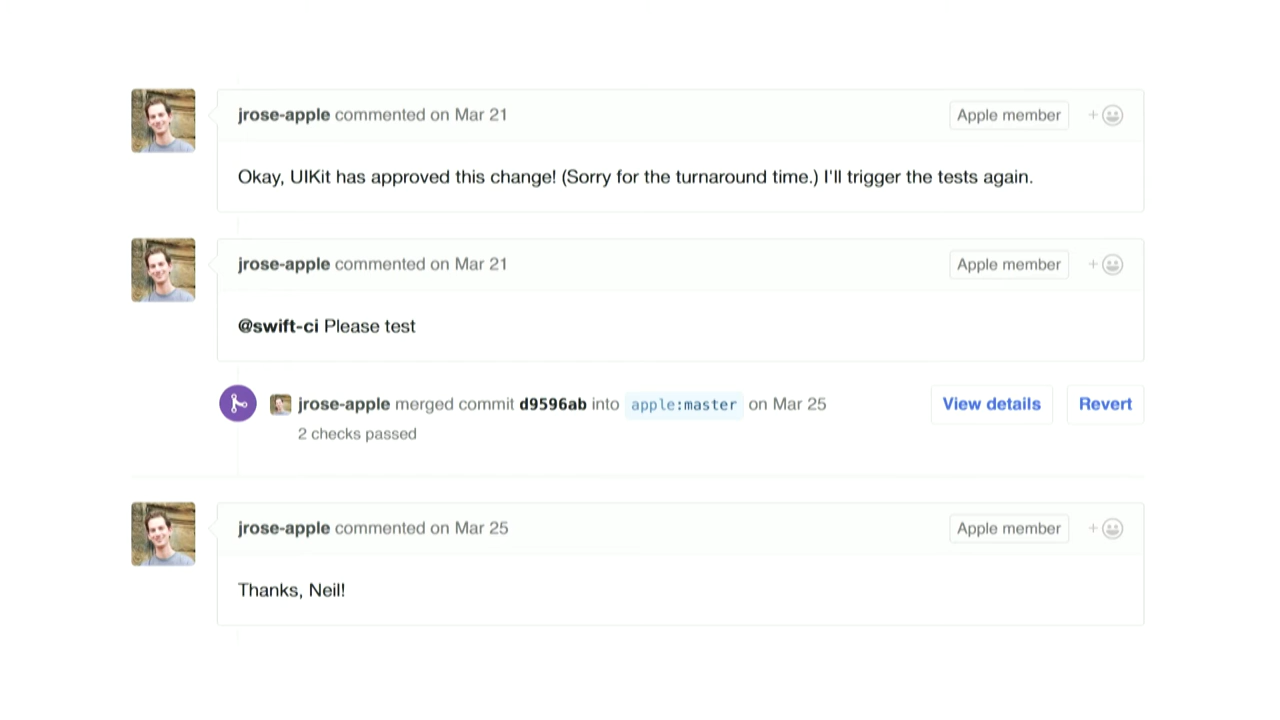 jrose-apple commented on Mar 21 Apple member +
Okay, UIKit has approved this change! (Sorry for the turnaround time.) I'll trigger the tests again.
jrose-apple commented on Mar 21 Apple member +
@swift-ci Please test
jrose-apple merged commit d9596ab into apple:master on Mar 25 View details Revert
2 checks passed
jrose-apple commented on Mar 25 Apple member +
Thanks, Neil!